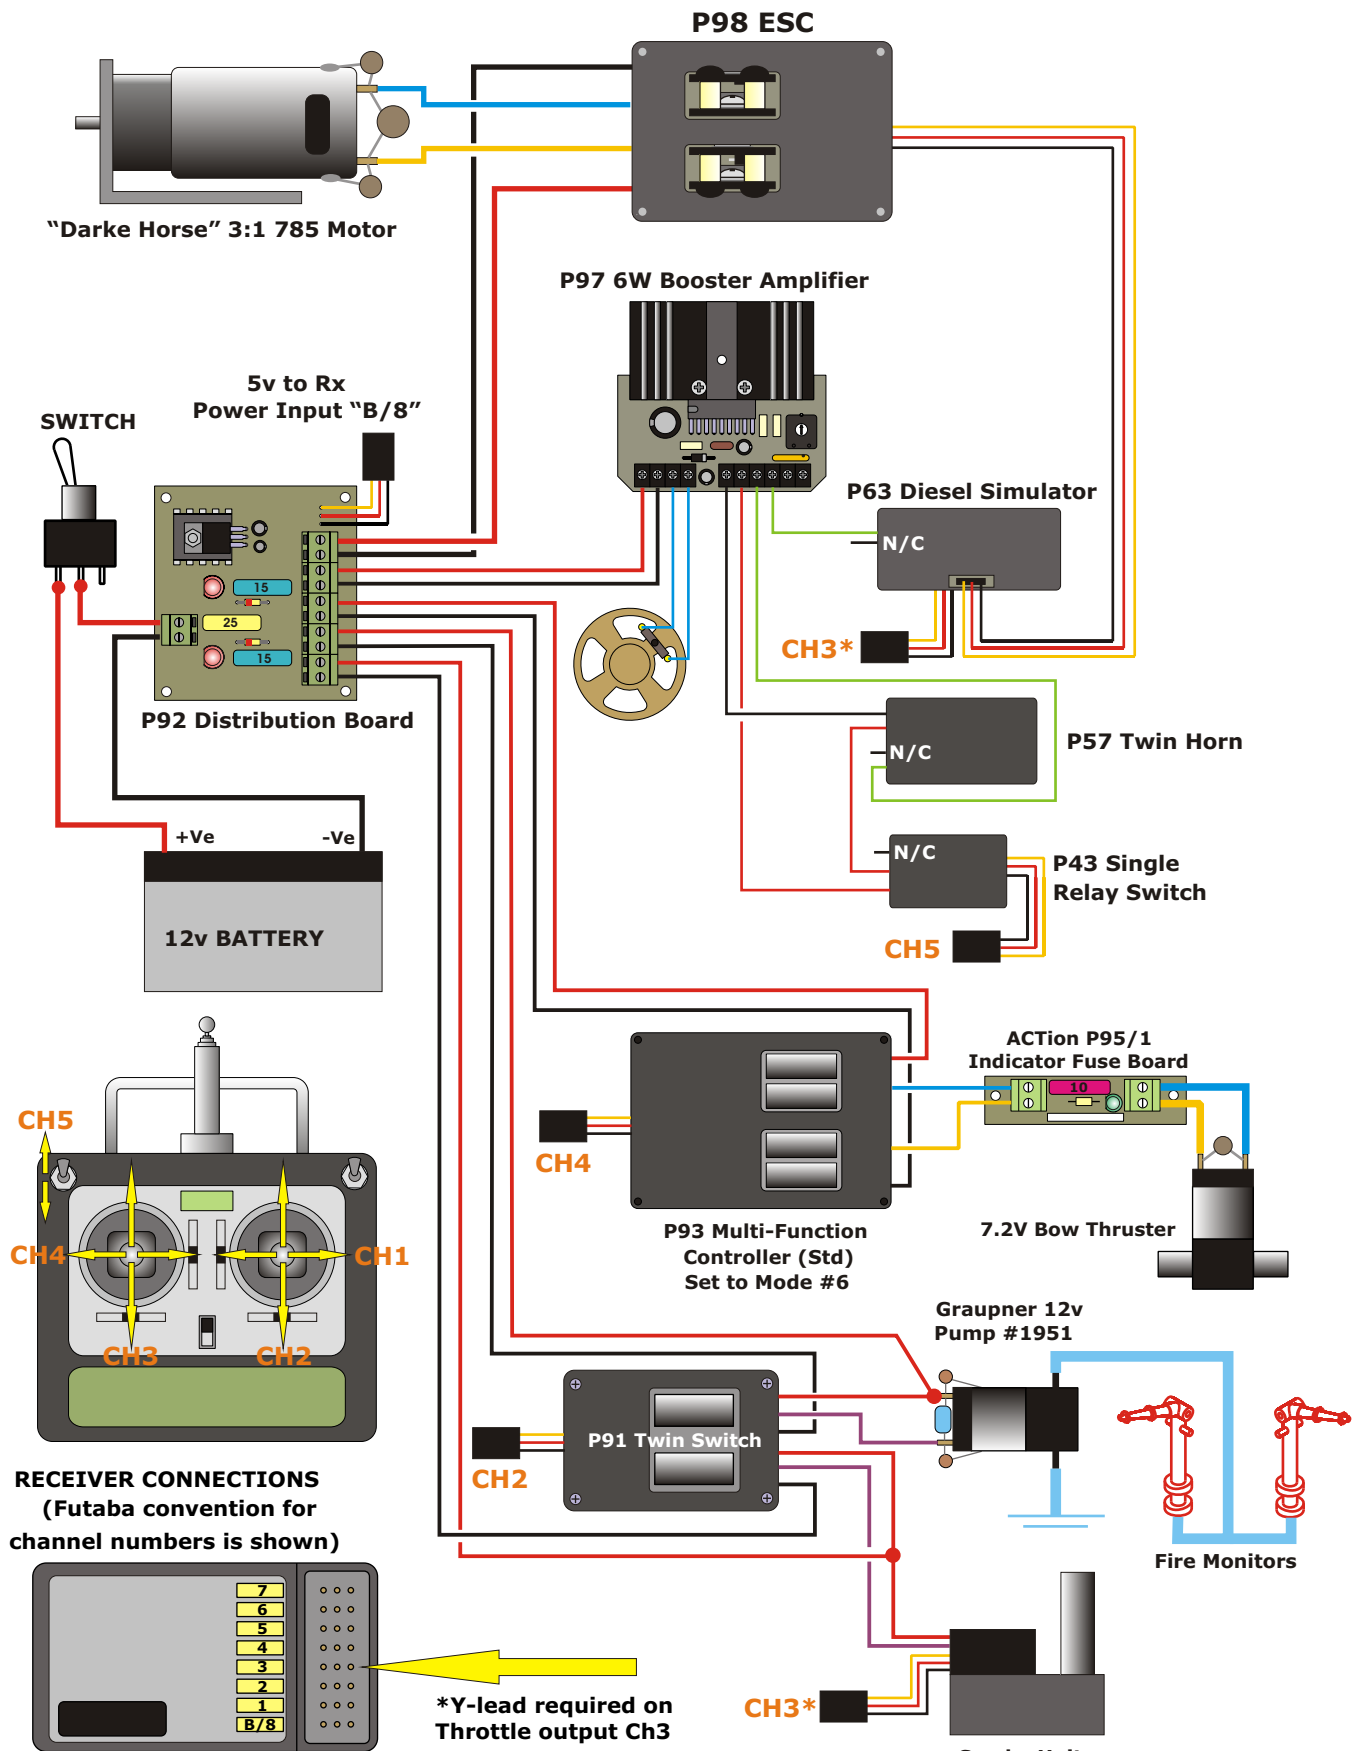 P98 ESC
"Darke Horse" 3:1 785 Motor
P97 6W Booster Amplifier
5v to Rx
Power Input "B/8"
SWITCH
P63 Diesel Simulator
N/C
15
25
15
CH3*
P92 Distribution Board
P57 Twin Horn
N/C
+Ve
-Ve
N/C
P43 Single
Relay Switch
12v BATTERY
CH5
ACTion P95/1
Indicator Fuse Board
10
CH5
CH4
P93 Multi-Function
Controller (Std)
Set to Mode #6
7.2V Bow Thruster
CH4
CH1
CH3
CH2
Graupner 12v
Pump #1951
P91 Twin Switch
CH2
RECEIVER CONNECTIONS
(Futaba convention for
channel numbers is shown)
Fire Monitors
7
6
5
4
3
2
1
B/8
*Y-lead required on
Throttle output Ch3
CH3*